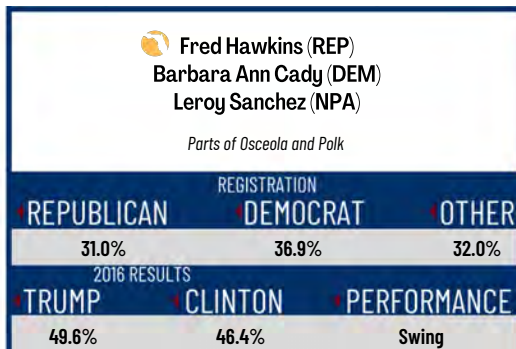 Fred Hawkins (REP)
Barbara Ann Cady (DEM)
Leroy Sanchez (NPA)
Parts of Osceola and Polk
REGISTRATION
REPUBLICAN DEMOCRAT OTHER
31.0% 36.9% 32.0%
2016 RESULTS
TRUMP CLINTON PERFORMANCE
49.6% 46.4% Swing